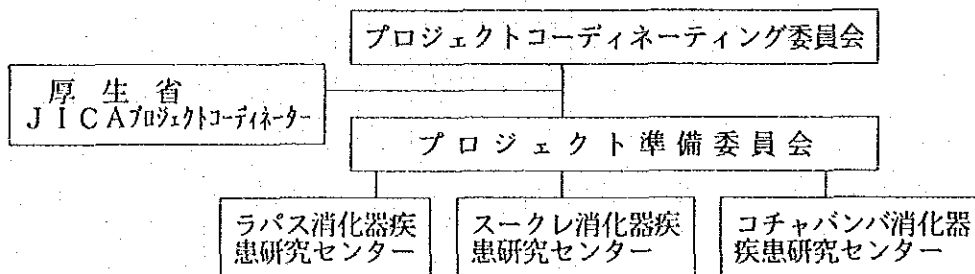 プロジェクトコーディネーティング委員会
厚生省
JICAプロジェクトコーディネーター
プロジェクト準備委員会
ラパス消化器疾
患研究センター
スークレ消化器疾
患研究センター
コチャバンバ消化器
疾患研究センター